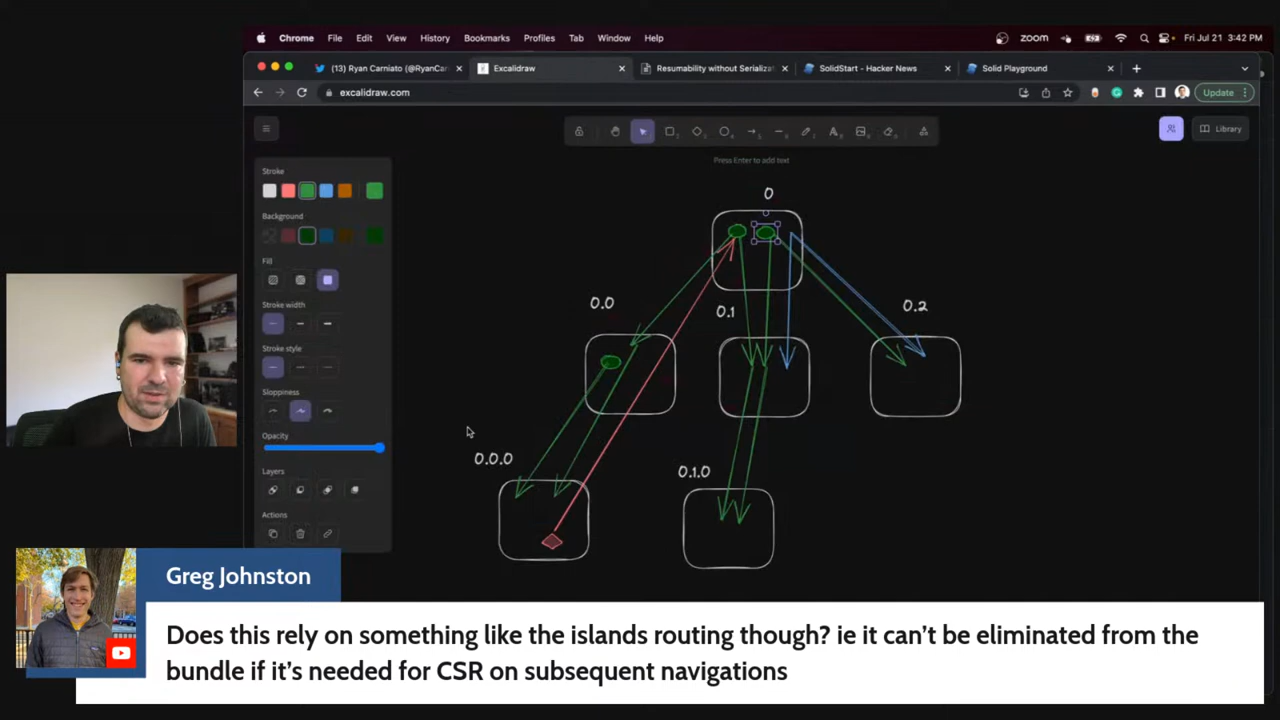 Chrome File Edit View History Bookmarks Profiles Tab Window Help zoom Fri Jul 21 3:42 PM
(13) Ryan Carniato (@RyanCar Excalidraw Resumability without Serializat SolidStart - Hacker News Solid Playground
excalidraw.com Update
Library
Press Enter to add text
Stroke
Background
Fill
Stroke width
Stroke style
Sloppiness
Opacity
Layers
Actions
0
0.0
0.1
0.2
0.0.0
0.1.0
Greg Johnston
Does this rely on something like the islands routing though? ie it can't be eliminated from the
bundle if it's needed for CSR on subsequent navigations